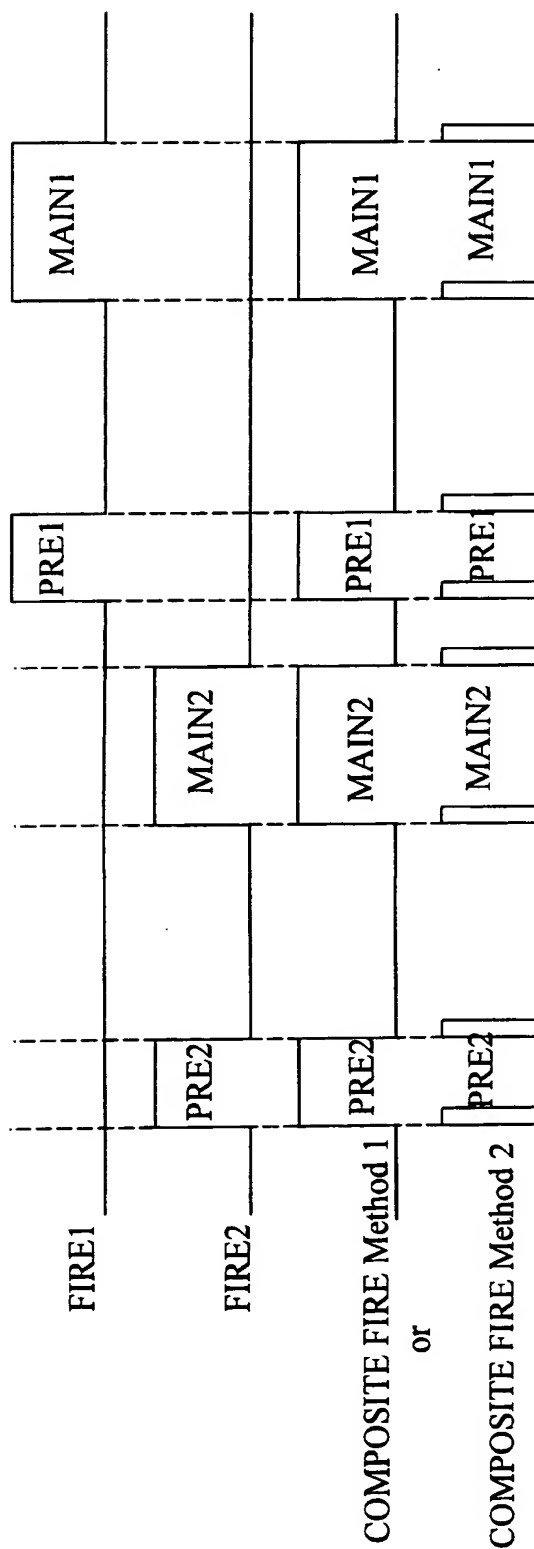 FIRE1
PRE1
MAIN1
FIRE2
PRE2
MAIN2
COMPOSITE FIRE Method 1
PRE2
MAIN2
PRE1
MAIN1
or
COMPOSITE FIRE Method 2
PRE2
MAIN2
PRE1
MAIN1